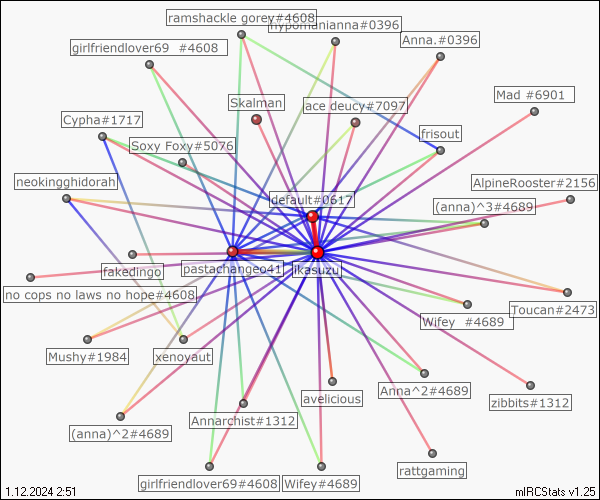 ramshackle gorey#4608
hypomanianna#0396
Anna.#0396
girlfriendlover69 #4608
Skalman
ace deucy#7097
Mad #6901
Cypha#1717
Soxy Foxy#5076
frisout
neokingghidorah
default#0617
AlpineRooster#2156
(anna)^3#4689
fakedingo
pastachangeo41
ikasuzu
no cops no laws no hope#4608
Wifey #4689
Toucan#2473
Mushy#1984
xenoyaut
avelicious
Anna^2#4689
zibbits#1312
(anna)^2#4689
Annarchist#1312
girlfriendlover69#4608
Wifey#4689
rattgaming
1.12.2024 2:51
mIRCStats v1.25